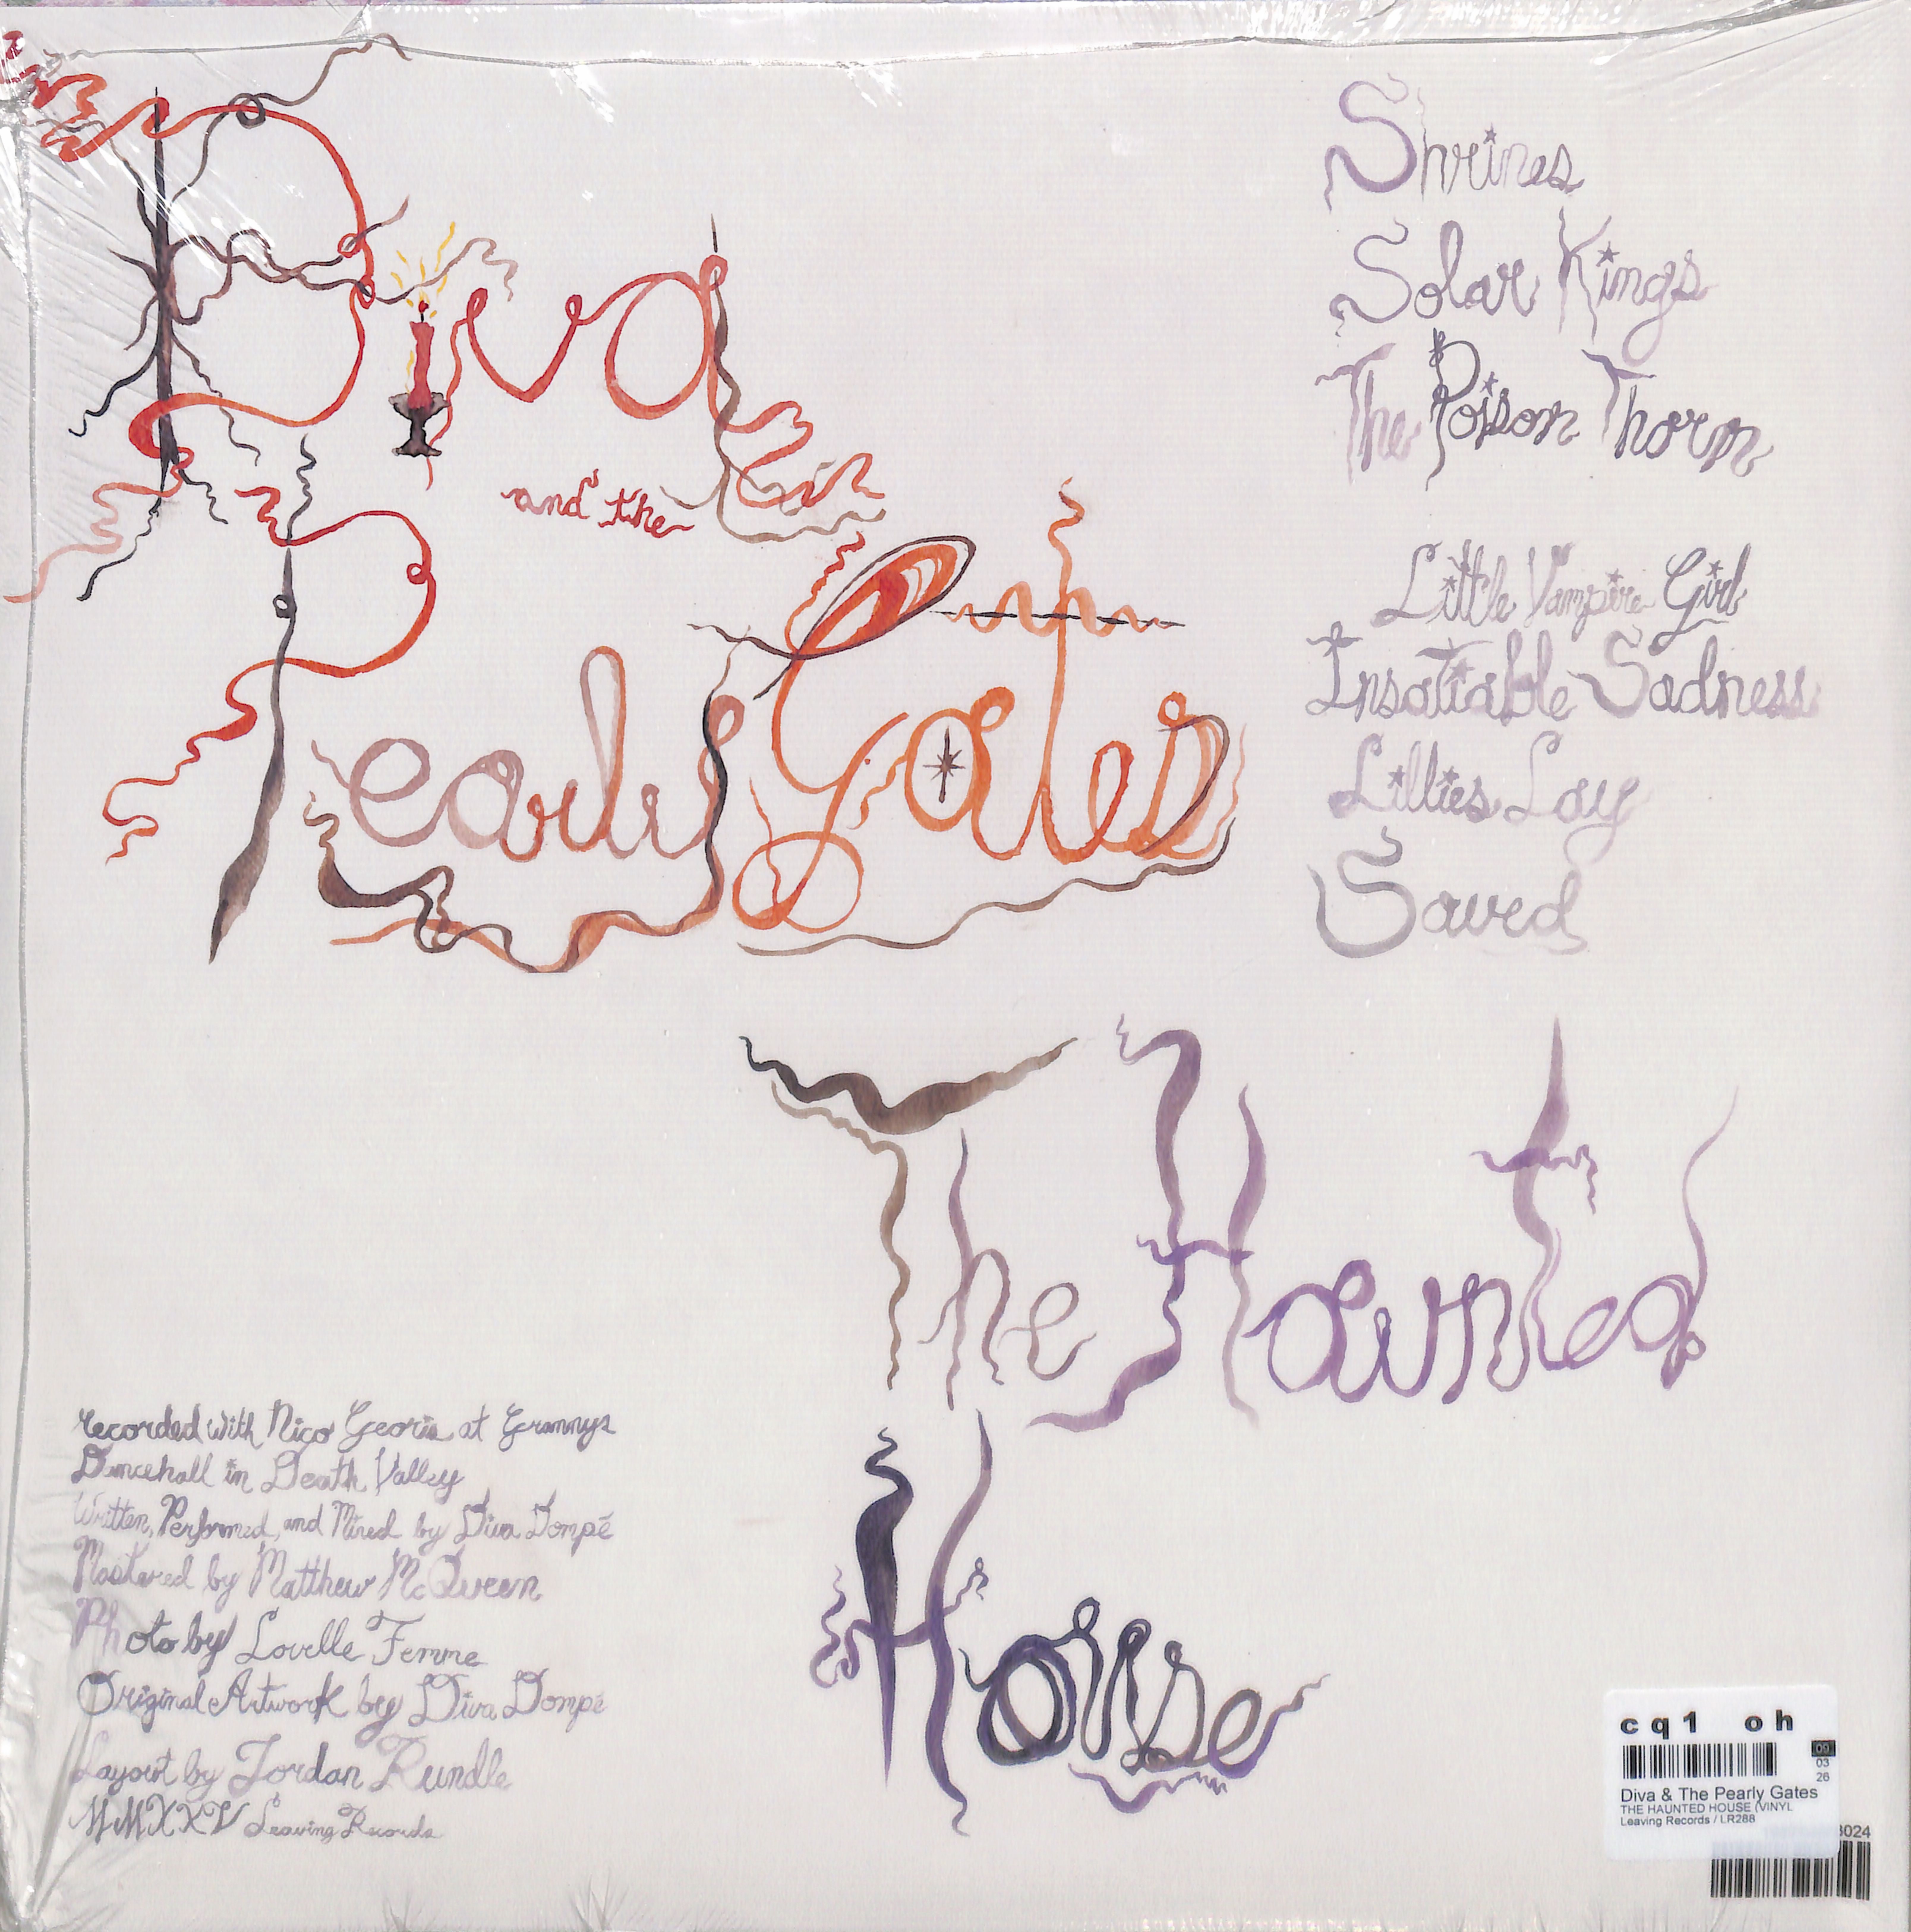 Diva
and the
Pearly Gates
Shrines
Solar Kings
The Poison Thorn
Little Vampire Girl
Insatiable Sadness
Lillies Lay
Saved
The Haunted
House
recorded with Nico Georis at Grannys
Dancehall in Death Valley
Written, Performed, and Mixed by Diva Dompé
Mastered by Matthew McQueen
Photo by Lovelle Femme
Original Artwork by Diva Dompé
Layout by Jordan Rundle
MMXXV Leaving Records
cq1 oh
09
03
26
Diva & The Pearly Gates
THE HAUNTED HOUSE (VINYL
Leaving Records / LR288
3024